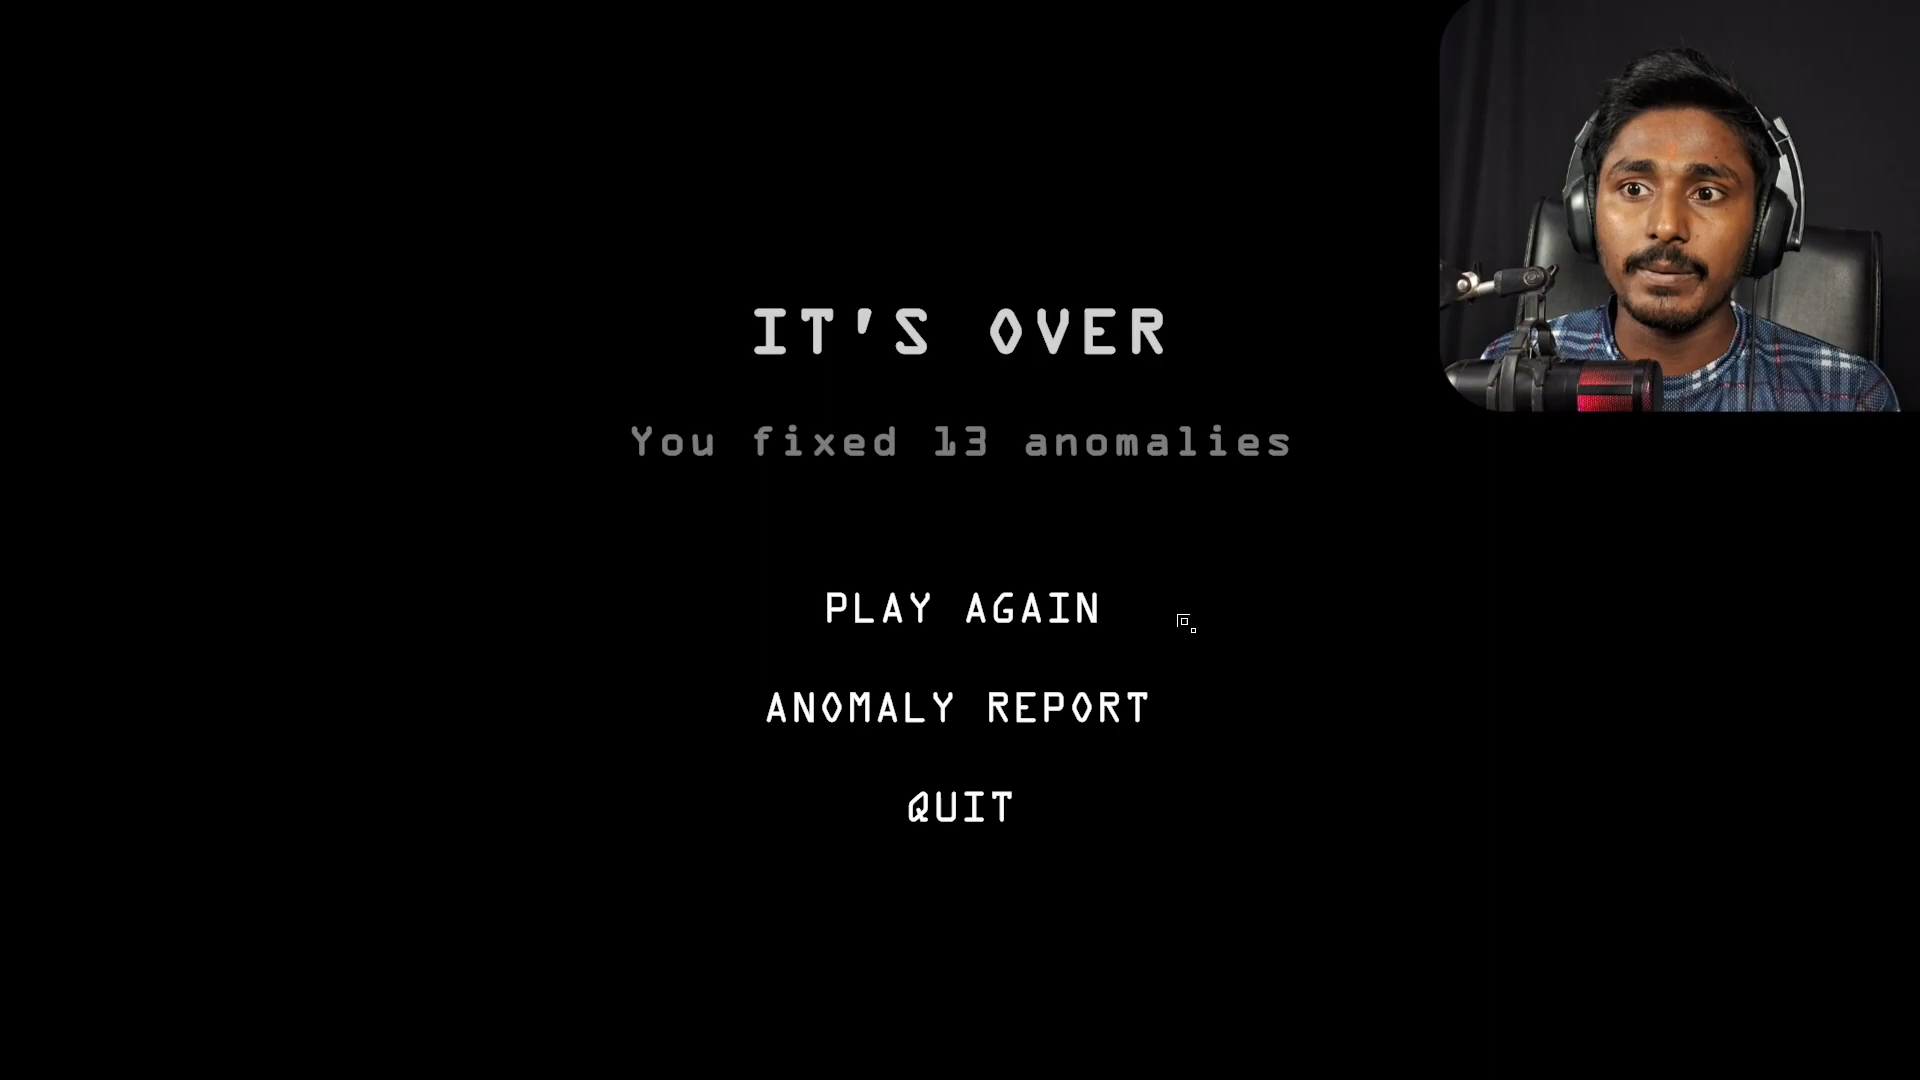 IT'S OVER
You fixed 13 anomalies
PLAY AGAIN
ANOMALY REPORT
QUIT